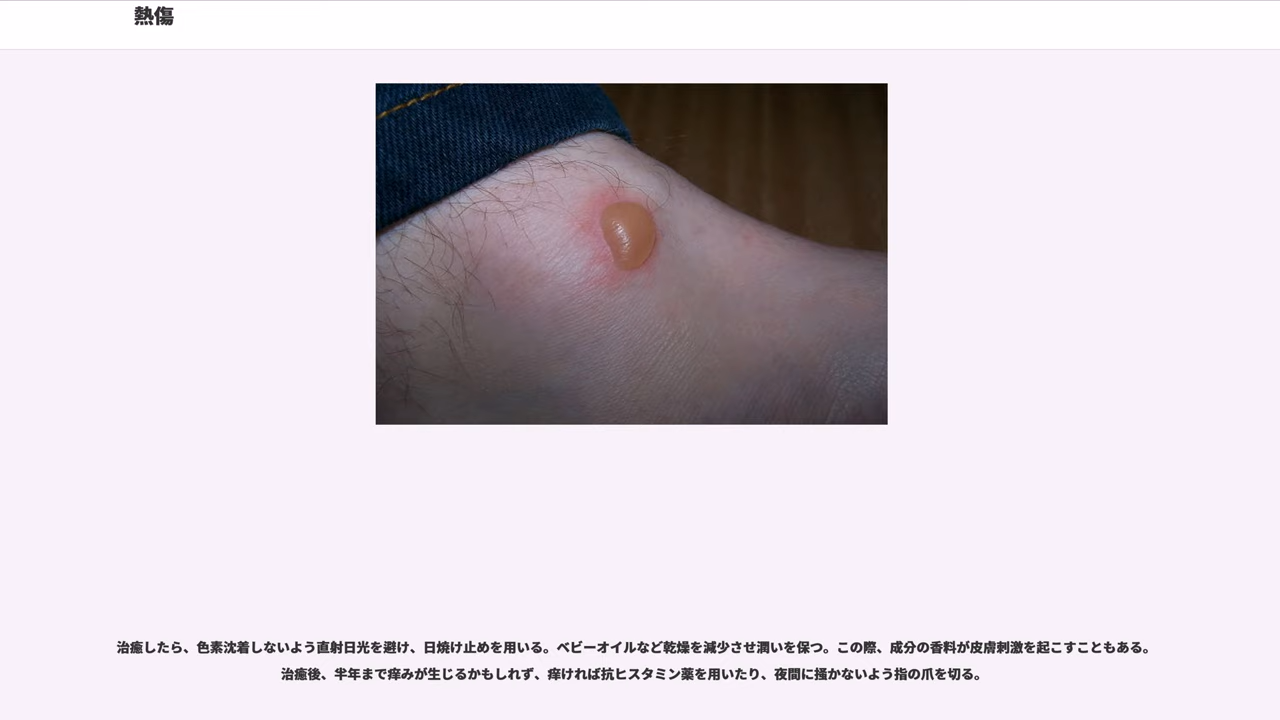 熱傷
治癒したら、色素沈着しないよう直射日光を避け、日焼け止めを用いる。ベビーオイルなど乾燥を減少させ潤いを保つ。この際、成分の香料が皮膚刺激を起こすこともある。
治癒後、半年まで痒みが生じるかもしれず、痒ければ抗ヒスタミン薬を用いたり、夜間に掻かないよう指の爪を切る。